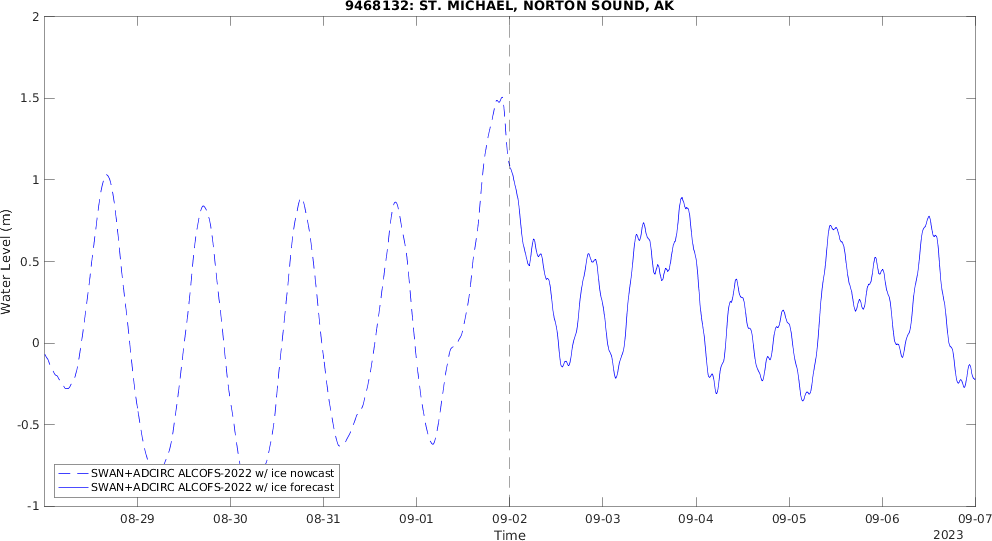 9468132: ST. MICHAEL, NORTON SOUND, AK
2
1.5
1
0.5
0
-0.5
-1
Water Level (m)
SWAN+ADCIRC ALCOFS-2022 w/ ice nowcast
SWAN+ADCIRC ALCOFS-2022 w/ ice forecast
08-29 08-30 08-31 09-01 09-02 09-03 09-04 09-05 09-06 09-07
Time
2023